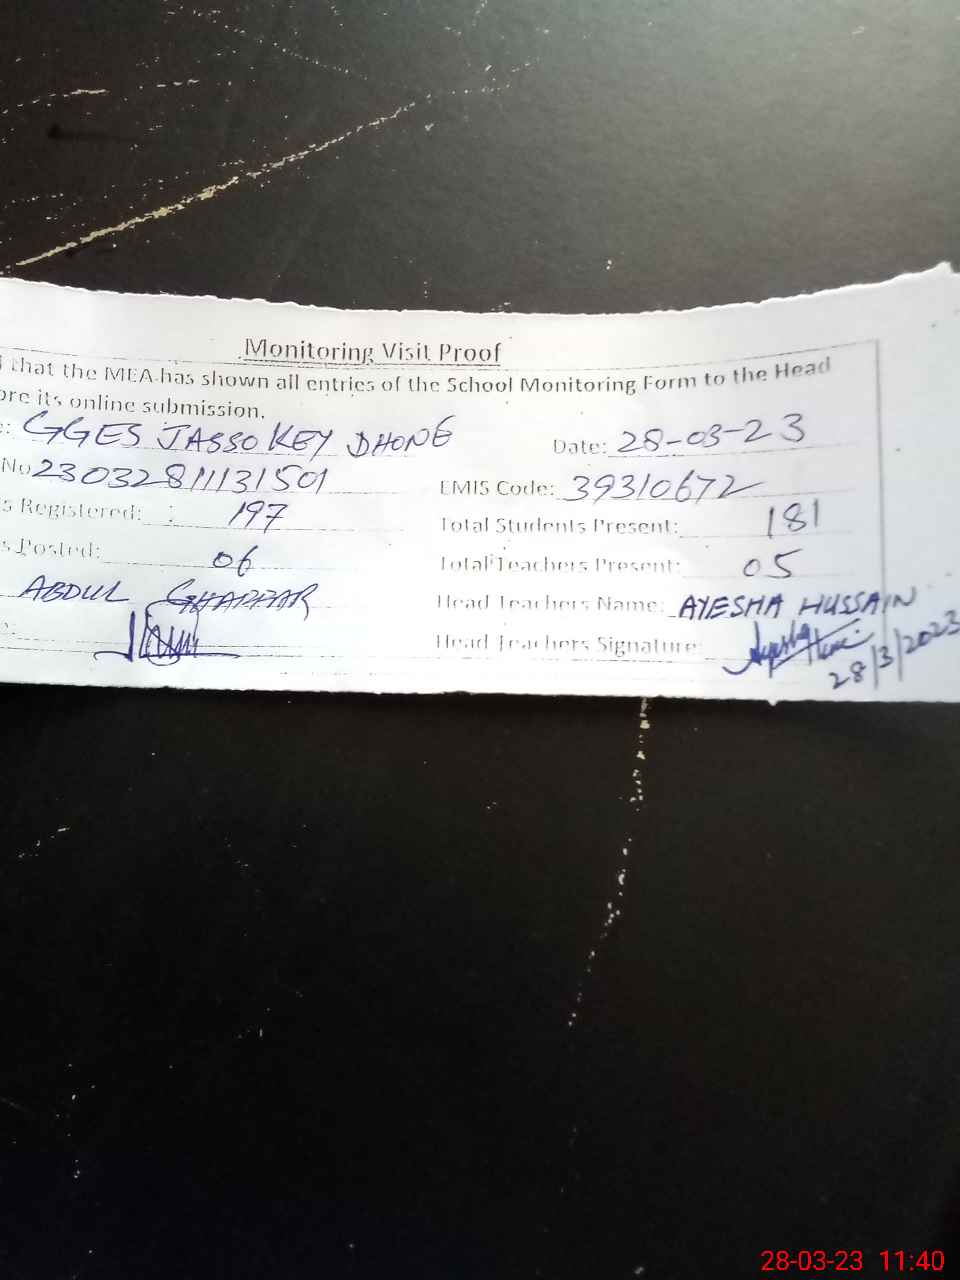 Monitoring Visit Proof
that the MEA has shown all entries of the School Monitoring Form to the Head
ore its online submission.
e: GGES JASSO KEY DHONE Date: 28-03-23
No 23032811131501 EMIS Code: 39310672
s Registered: 197 Total Students Present: 181
s Posted: 06 Total Teachers Present: 05
ABDUL GHAFFAR Head Teachers Name: AYESHA HUSSAIN
Head Teachers Signature:
28/3/2023
28-03-23 11:40